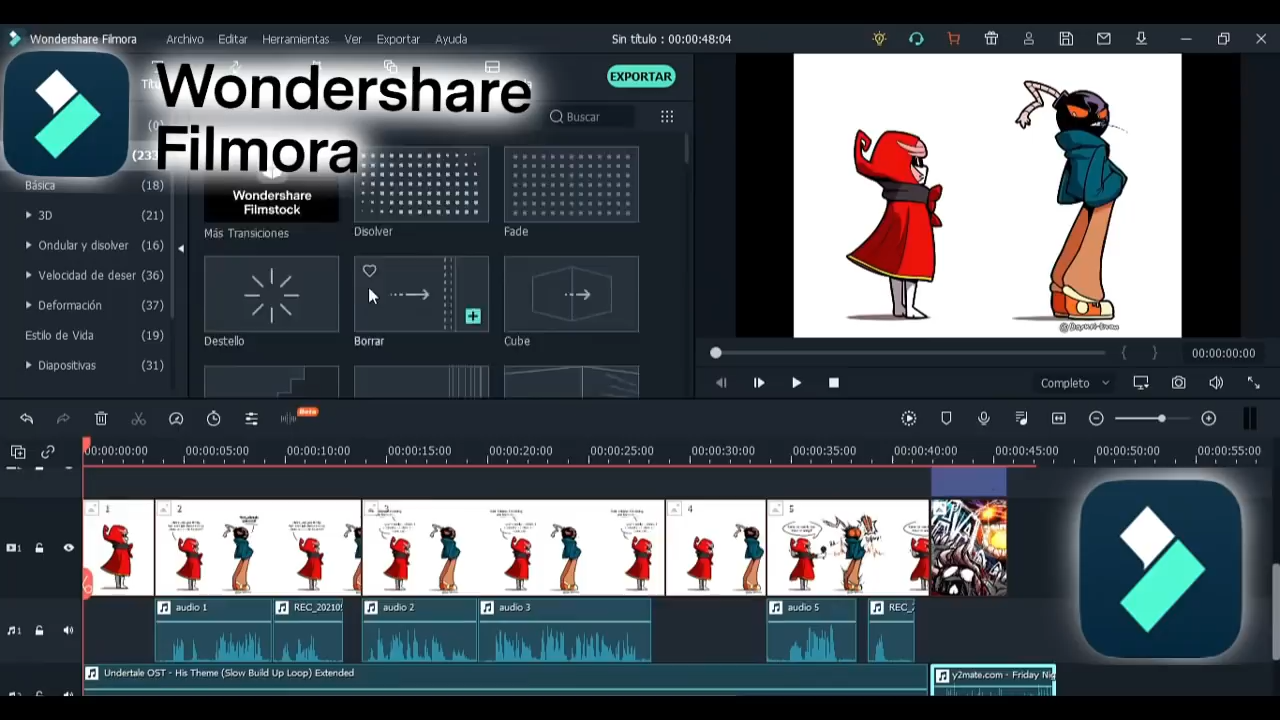 Wondershare Filmora
Archivo Editar Herramientas Ver Exportar Ayuda
Sin título : 00:00:48:04
Wondershare
Filmora
EXPORTAR
Buscar
Básica (18)
3D (21)
Ondular y disolver (16)
Velocidad de deser (36)
Deformación (37)
Estilo de Vida (19)
Diapositivas (31)
Wondershare
Filmstock
Más Transiciones
Disolver
Fade
Destello
Borrar
Cube
00:00:00:00
Completo
Beta
00:00:00:00 00:00:05:00 00:00:10:00 00:00:15:00 00:00:20:00 00:00:25:00 00:00:30:00 00:00:35:00 00:00:40:00 00:00:45:00 00:00:50:00 00:00:55:00
1 2 3 4 5
audio 1
audio 2
audio 3
audio 5
Undertale OST - His Theme (Slow Build Up Loop) Extended
y2mate.com - Friday Nig